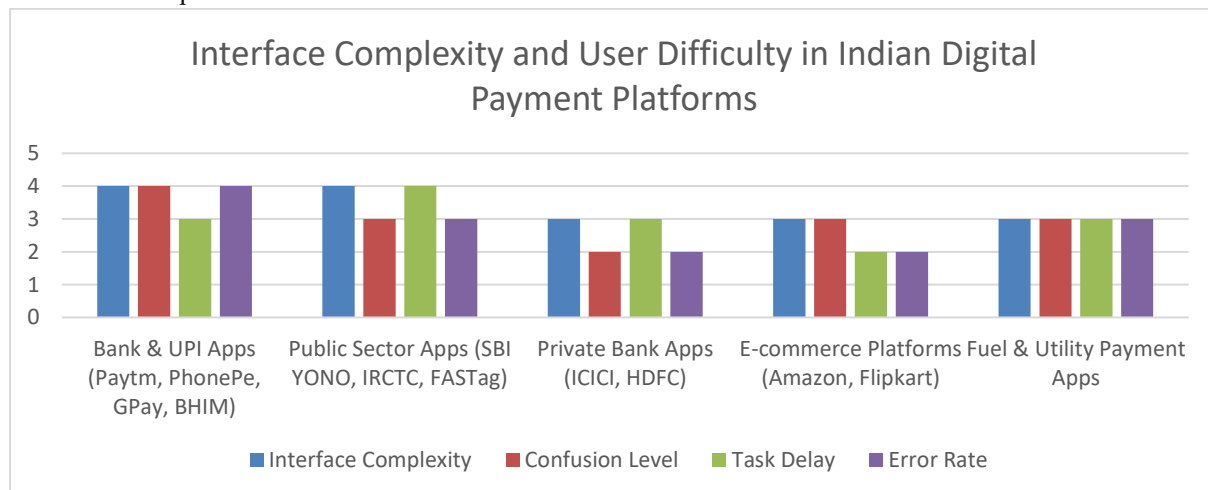 Interface Complexity and User Difficulty in Indian Digital
Payment Platforms
5
4
3
2
1
0
Bank & UPI Apps
(Paytm, PhonePe,
GPay, BHIM)
Public Sector Apps (SBI
YONO, IRCTC, FASTag)
Private Bank Apps
(ICICI, HDFC)
E-commerce Platforms
(Amazon, Flipkart)
Fuel & Utility Payment
Apps
Interface Complexity
Confusion Level
Task Delay
Error Rate